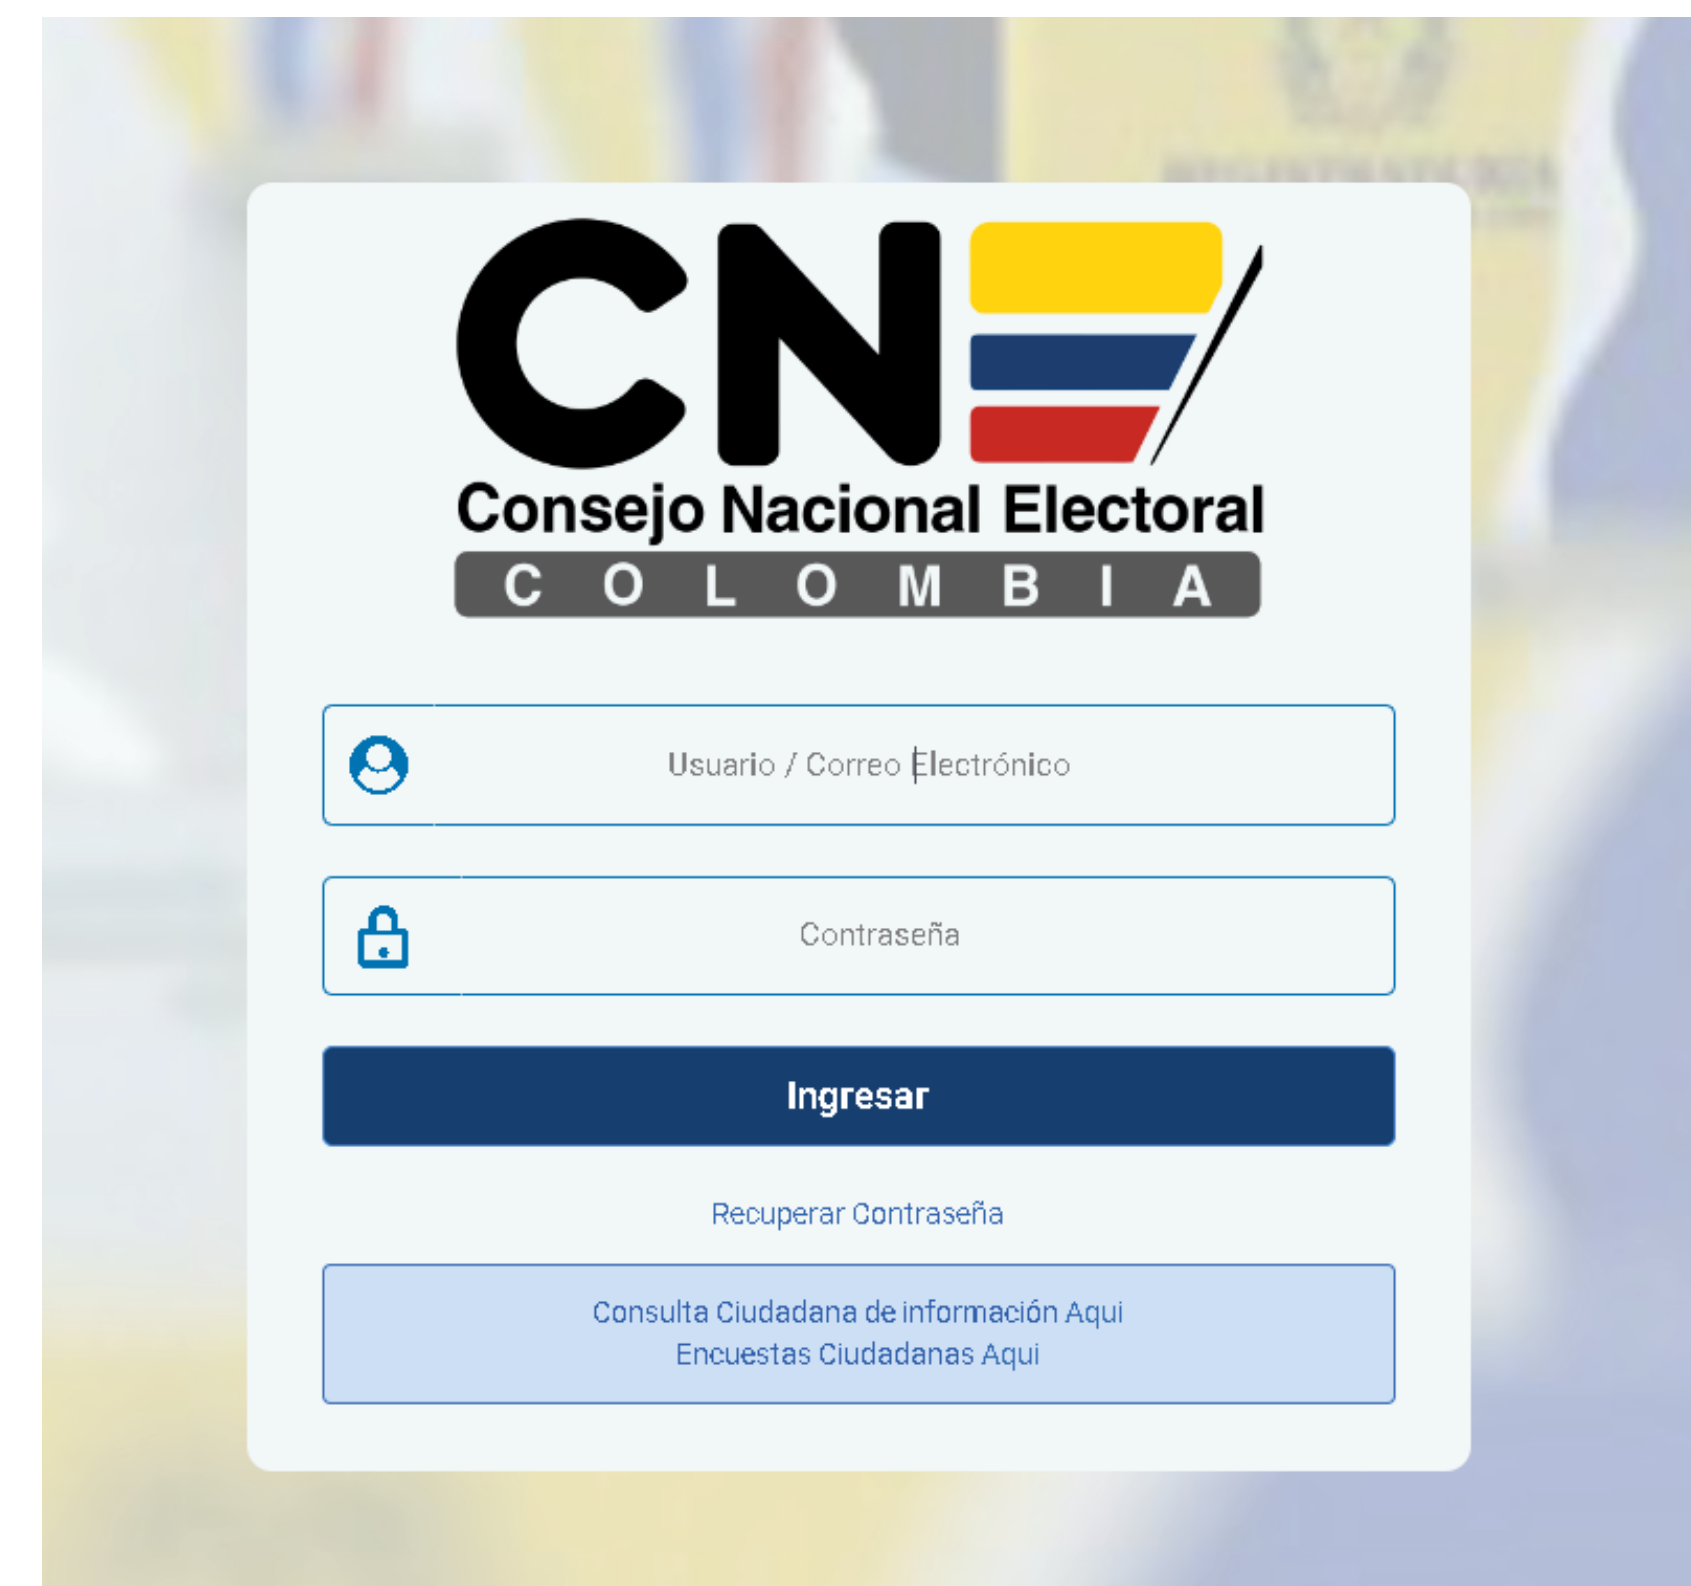 CNE
Consejo Nacional Electoral
COLOMBIA
Usuario / Correo Electrónico
Contraseña
Ingresar
Recuperar Contraseña
Consulta Ciudadana de información Aqui
Encuestas Ciudadanas Aqui